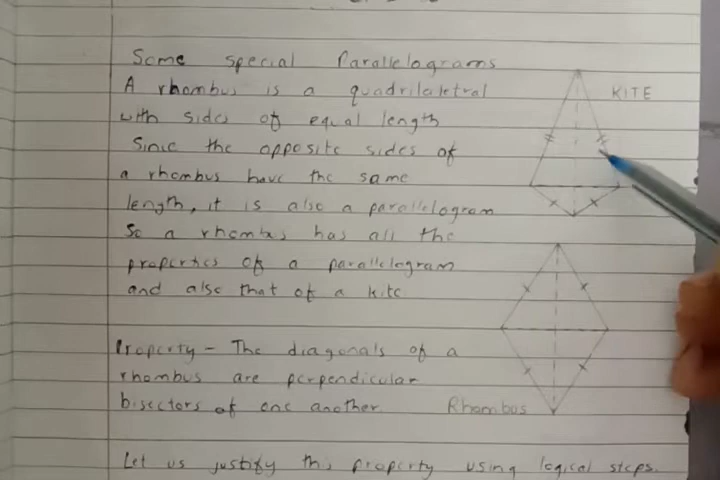 Some special Parallelograms
A rhombus is a quadrilatetral
KITE
with sides of equal length
Sinic the opposite sides of
a rhombus have the same
length, it is also a parallelogram
So a rhombus has all the
properties of a parallelogram
and also that of a kite
Property - The diagonals of a
rhombus are perpendicular
bisectors of one another
Rhombus
Let us justify this property using logical steps.